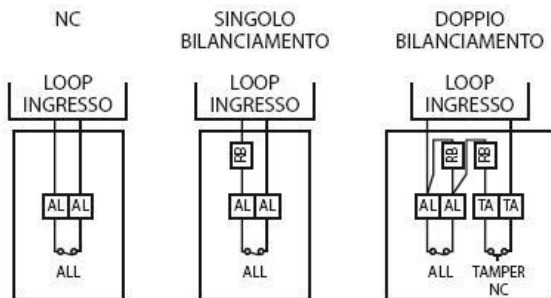 NC
LOOP
INGRESSO
AL AL
ALL
SINGOLO
BILANCIAMENTO
LOOP
INGRESSO
RB
AL AL
ALL
DOPPIO
BILANCIAMENTO
LOOP
INGRESSO
RB RB
AL AL TA TA
ALL TAMPER
NC